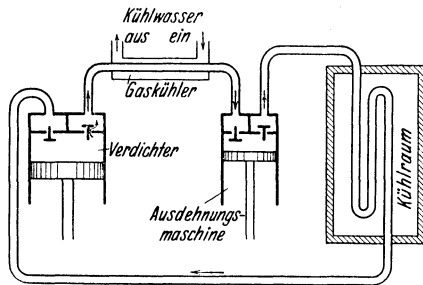 Kühlwasser
aus ein
Gaskühler
Verdichter
Ausdehnungs-
maschine
Kühlraum